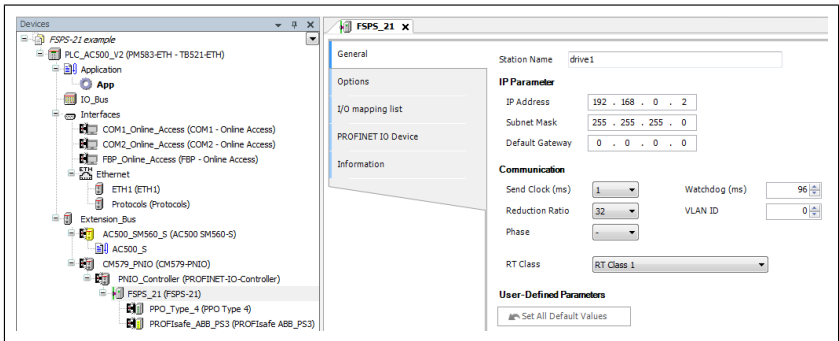 Devices
FSPS-21 example
PLC_AC500_V2 (PM583-ETH - TB521-ETH)
Application
App
IO_Bus
Interfaces
COM1_Online_Access (COM1 - Online Access)
COM2_Online_Access (COM2 - Online Access)
FBP_Online_Access (FBP - Online Access)
ETH Ethernet
ETH1 (ETH1)
Protocols (Protocols)
Extension_Bus
AC500_SM560_S (AC500 SM560-S)
AC500_S
CM579_PNIO (CM579-PNIO)
PNIO_Controller (PROFINET-IO-Controller)
FSPS_21 (FSPS-21)
PPO_Type_4 (PPO Type 4)
PROFIsafe_ABB_PS3 (PROFIsafe ABB_PS3)
FSPS_21 X
General
Options
I/O mapping list
PROFINET IO Device
Information
Station Name drive1
IP Parameter
IP Address 192 . 168 . 0 . 2
Subnet Mask 255 . 255 . 255 . 0
Default Gateway 0 . 0 . 0 . 0
Communication
Send Clock (ms) 1 Watchdog (ms) 96
Reduction Ratio 32 VLAN ID 0
Phase -
RT Class RT Class 1
User-Defined Parameters
Set All Default Values